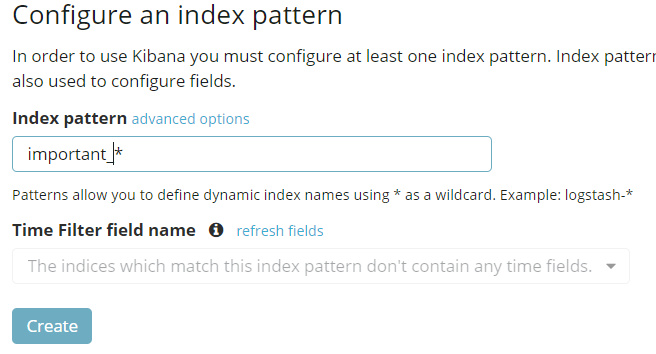 Configure an index pattern
In order to use Kibana you must configure at least one index pattern. Index patter
also used to configure fields.
Index pattern advanced options
important_*
Patterns allow you to define dynamic index names using * as a wildcard. Example: logstash-*
Time Filter field name refresh fields
The indices which match this index pattern don't contain any time fields.
Create